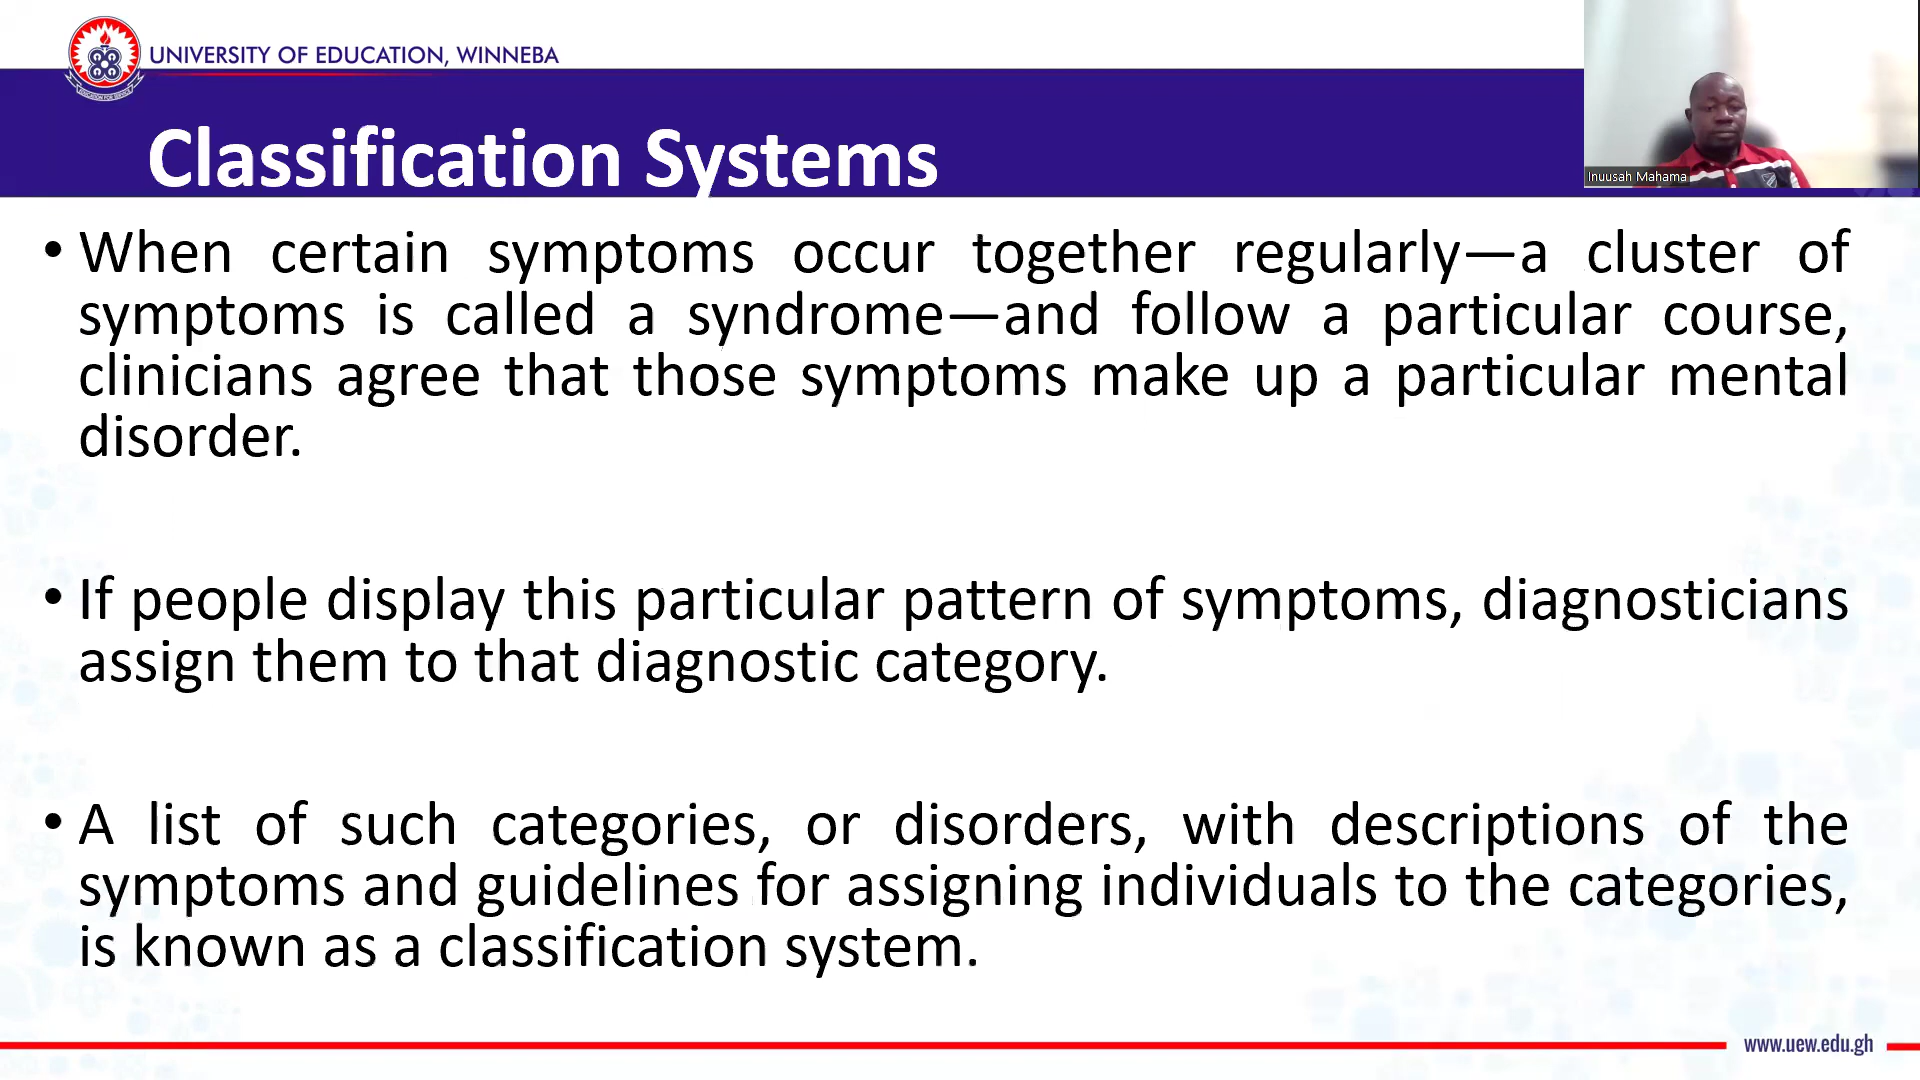 UNIVERSITY OF EDUCATION, WINNEBA
Classification Systems
Inuusah Mahama
• When certain symptoms occur together regularly—a cluster of
symptoms is called a syndrome—and follow a particular course,
clinicians agree that those symptoms make up a particular mental
disorder.
• If people display this particular pattern of symptoms, diagnosticians
assign them to that diagnostic category.
• A list of such categories, or disorders, with descriptions of the
symptoms and guidelines for assigning individuals to the categories,
is known as a classification system.
www.uew.edu.gh